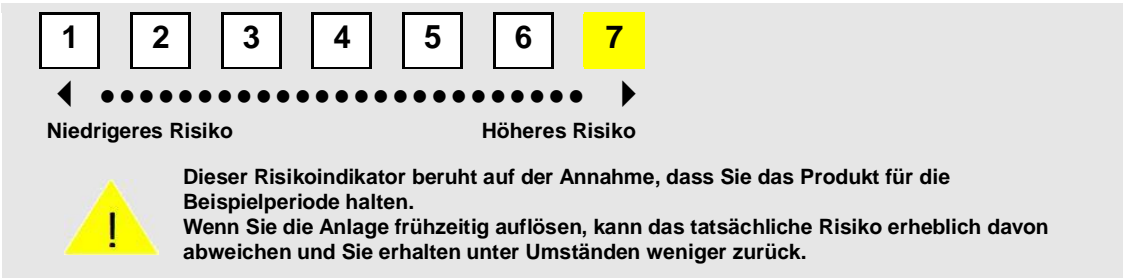 1 2 3 4 5 6 7
Niedrigeres Risiko Höheres Risiko
Dieser Risikoindikator beruht auf der Annahme, dass Sie das Produkt für die
Beispielperiode halten.
Wenn Sie die Anlage frühzeitig auflösen, kann das tatsächliche Risiko erheblich davon
abweichen und Sie erhalten unter Umständen weniger zurück.
!